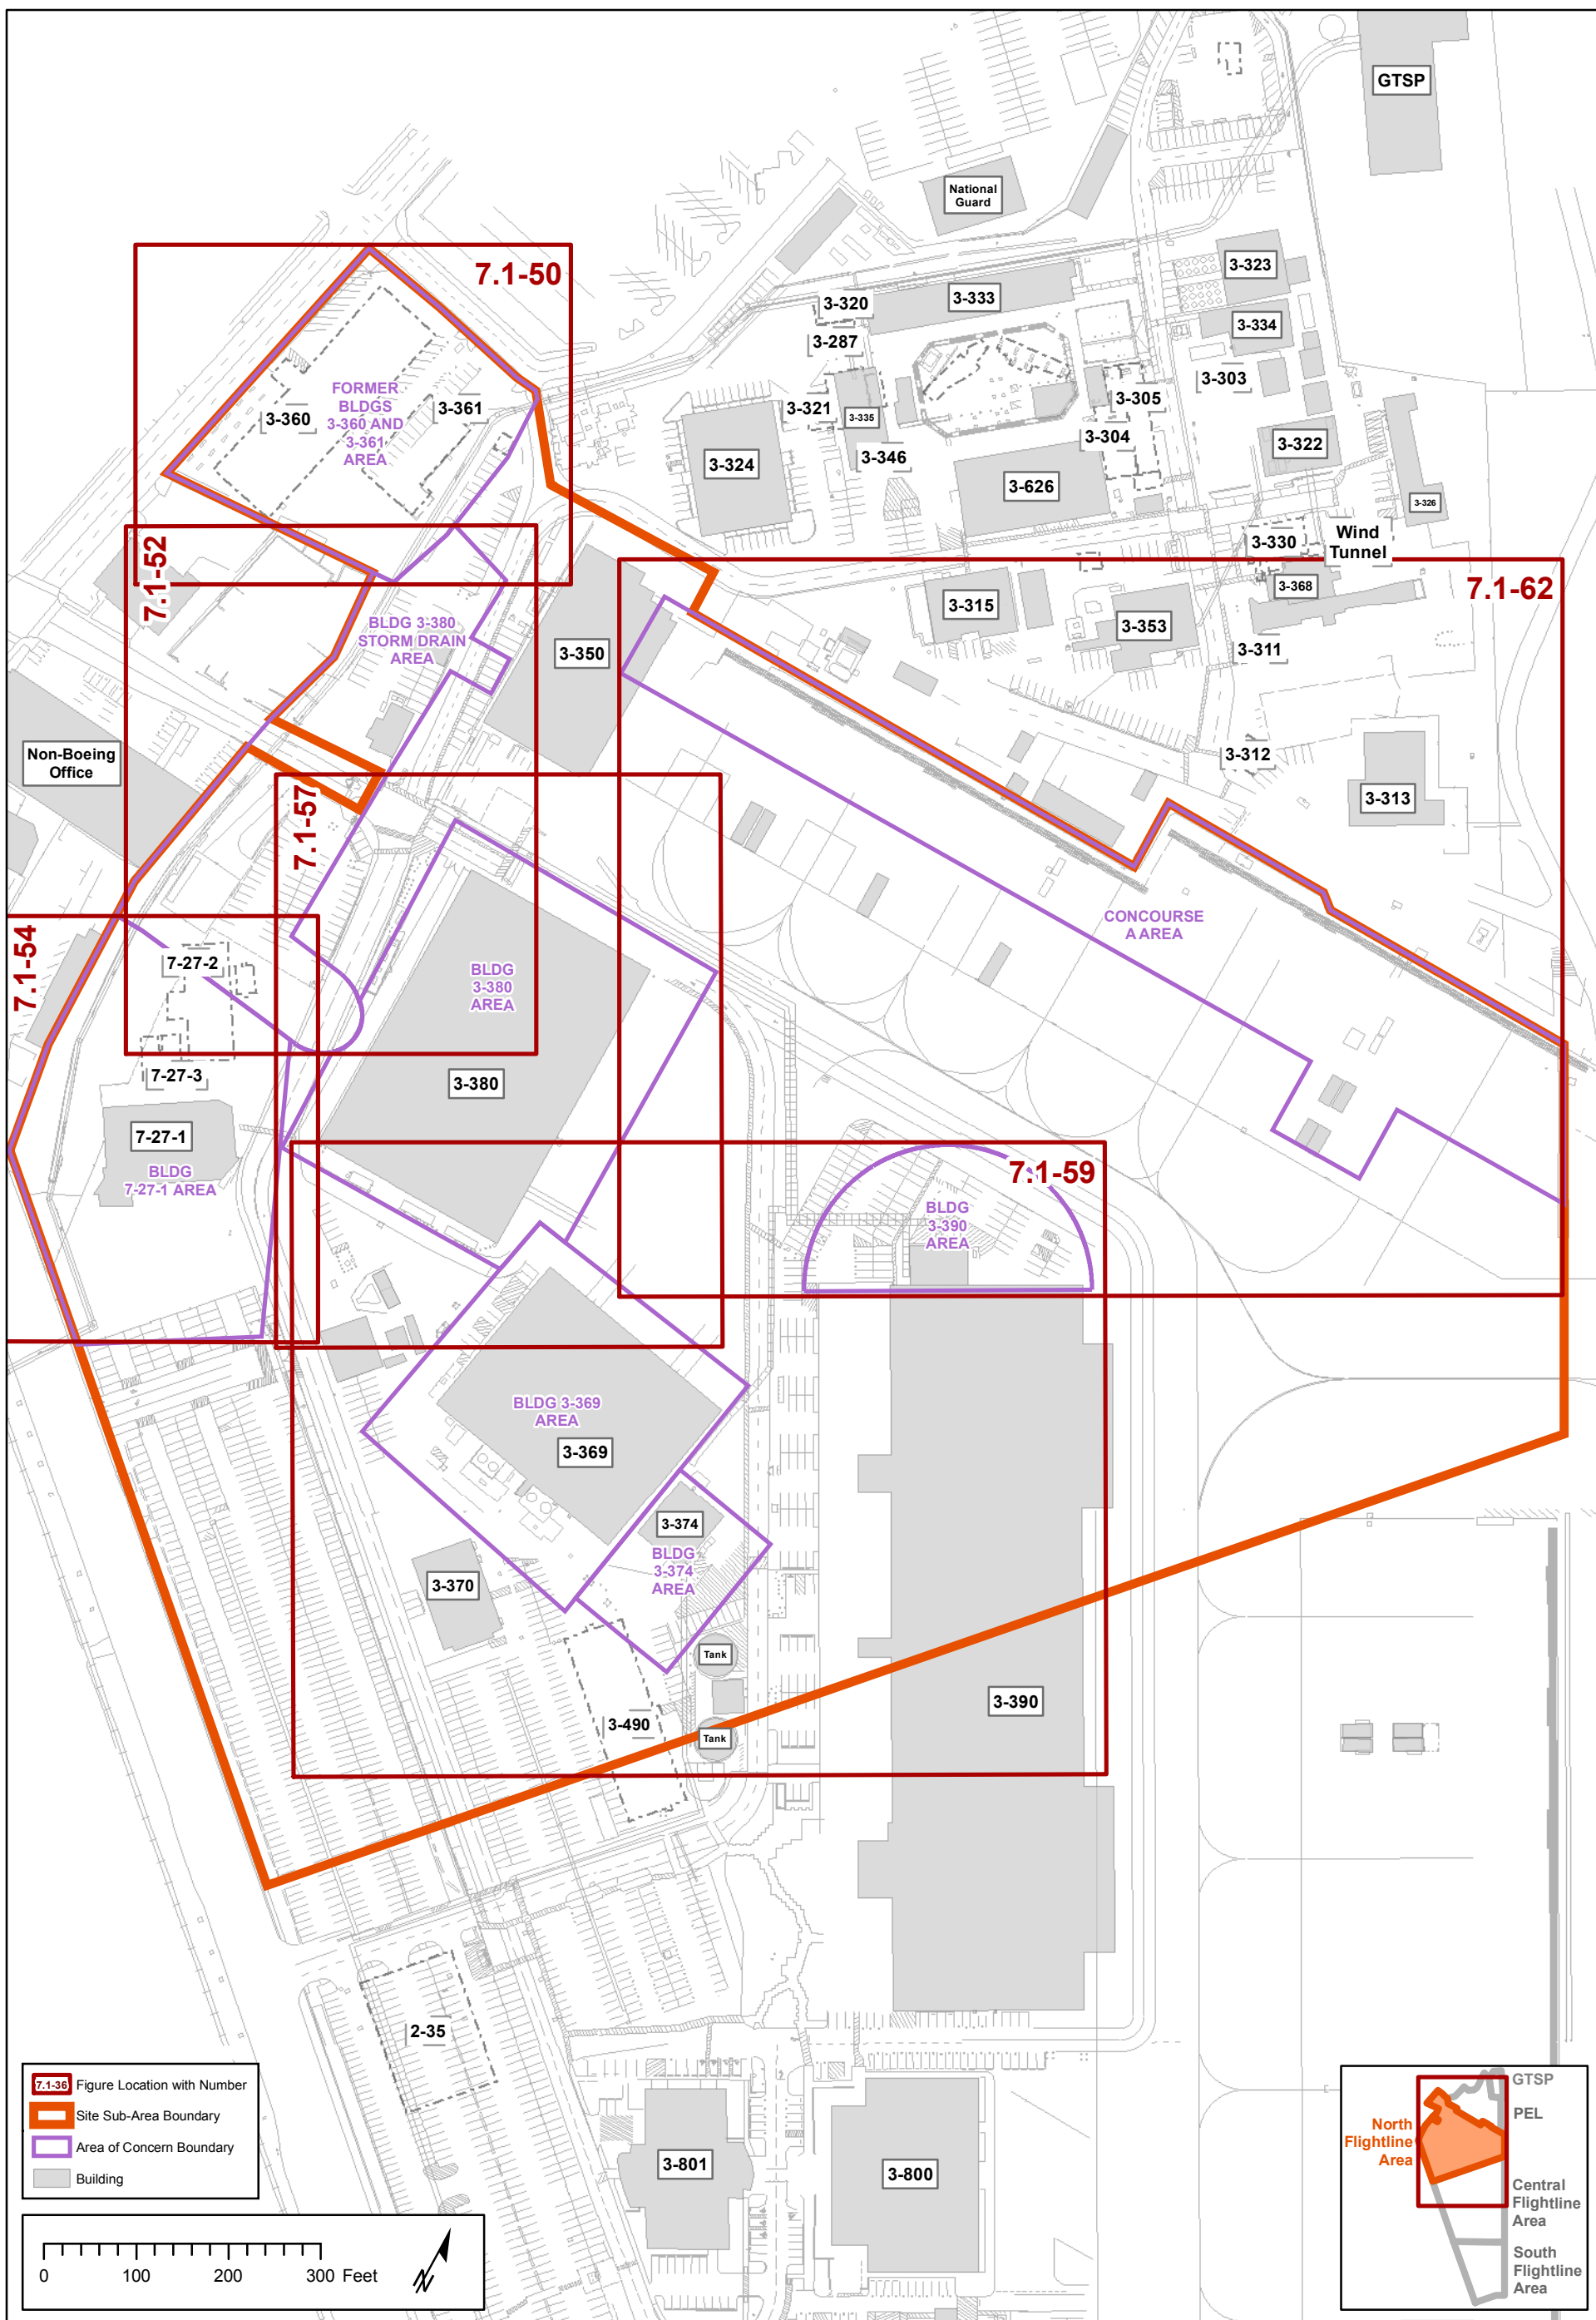 GTSP
National
Guard
3-323
7.1-50
3-333
3-320
3-334
3-287
3-303
FORMER
BLDGS
3-360 AND
3-361
AREA
3-360
3-361
3-305
3-321
3-335
3-304
3-322
3-346
3-324
3-626
3-326
Wind
Tunnel
3-330
7.1-52
3-368
7.1-62
3-315
3-353
BLDG 3-380
STORM DRAIN
AREA
3-350
3-311
Non-Boeing
Office
3-312
3-313
7.1-57
CONCOURSE
A AREA
7.1-54
7-27-2
BLDG
3-380
AREA
7-27-3
3-380
7-27-1
BLDG
7-27-1 AREA
7.1-59
BLDG
3-390
AREA
BLDG 3-369
AREA
3-369
3-374
BLDG
3-374
AREA
3-370
Tank
3-490
Tank
3-390
2-35
3-801
3-800
7.1-36 Figure Location with Number
Site Sub-Area Boundary
Area of Concern Boundary
Building
0 100 200 300 Feet
N
GTSP
PEL
North
Flightline
Area
Central
Flightline
Area
South
Flightline
Area